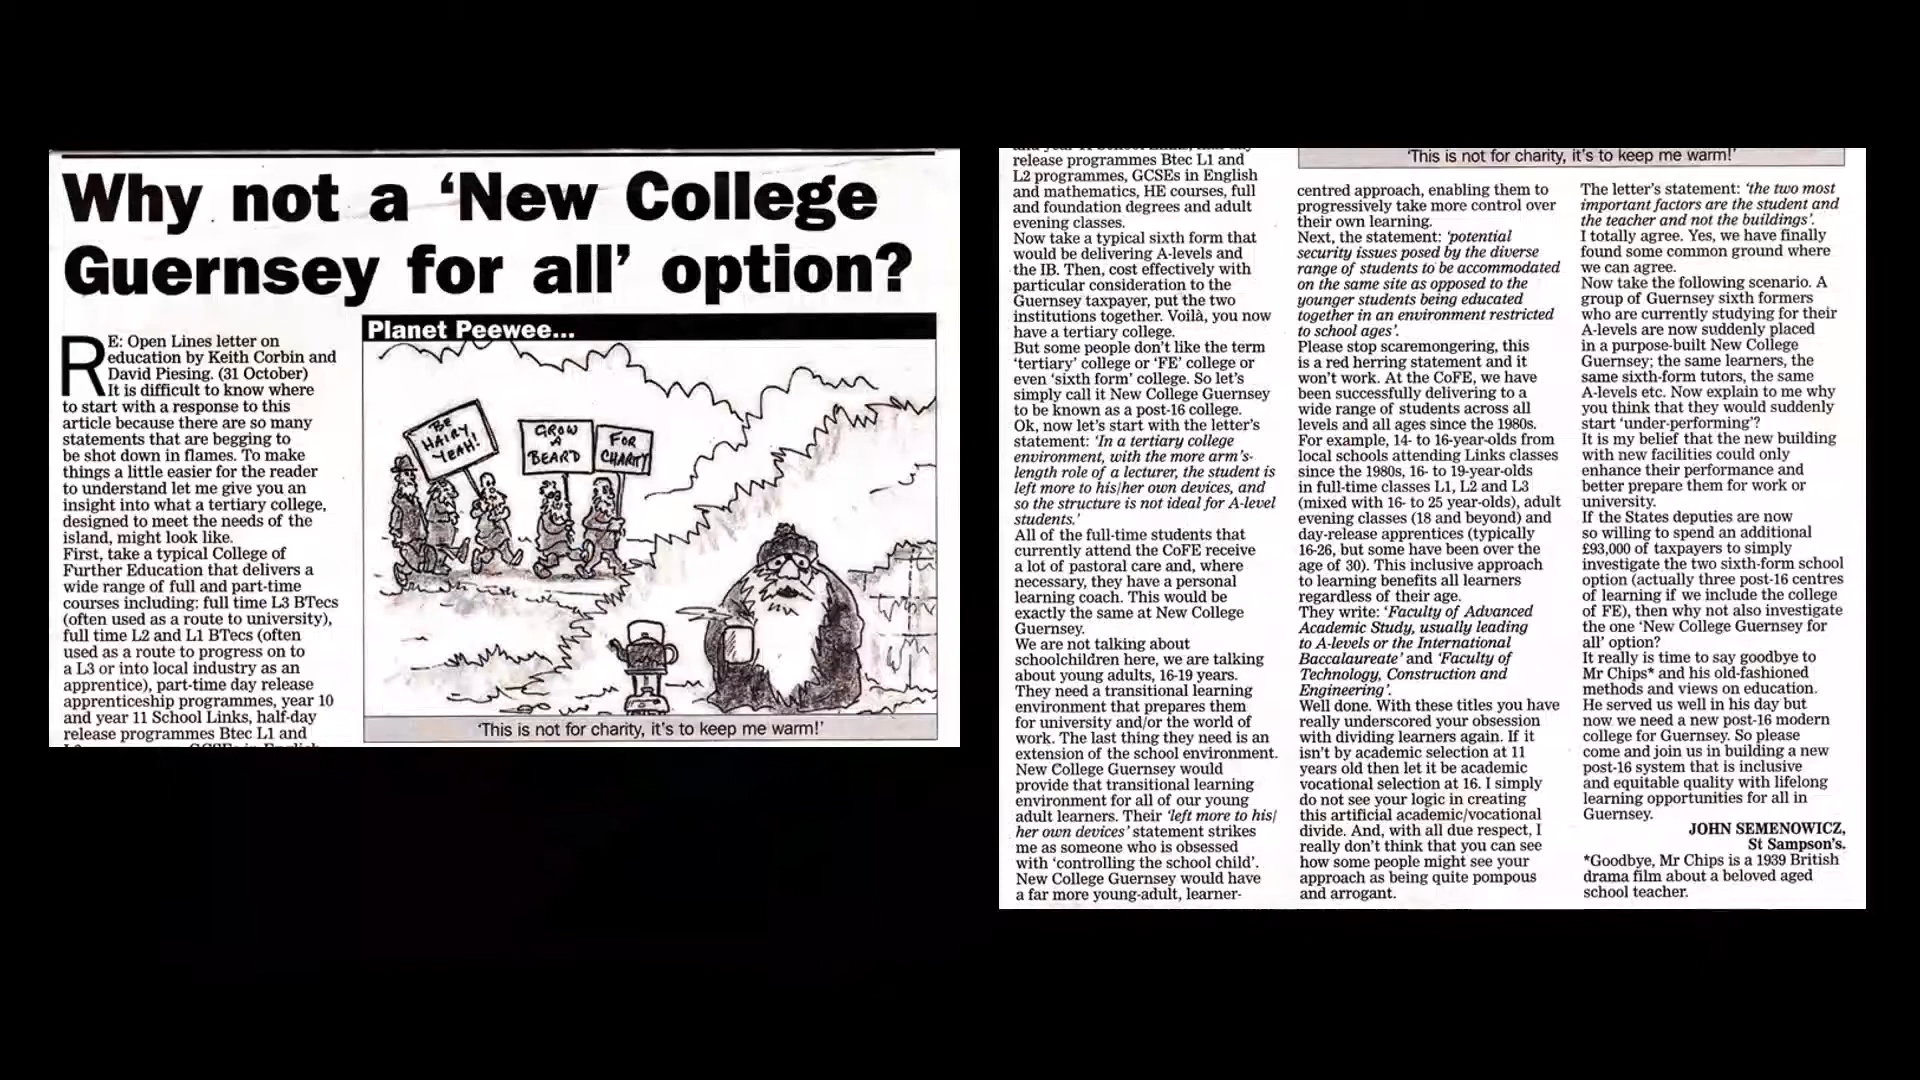 Why not a ‘New College
Guernsey for all’ option?
RE: Open Lines letter on
education by Keith Corbin and
David Piesing. (31 October)
It is difficult to know where
to start with a response to this
article because there are so many
statements that are begging to
be shot down in flames. To make
things a little easier for the reader
to understand let me give you an
insight into what a tertiary college,
designed to meet the needs of the
island, might look like.
First, take a typical College of
Further Education that delivers a
wide range of full and part-time
courses including: full time L3 BTecs
(often used as a route to university),
full time L2 and L1 BTecs (often
used as a route to progress on to
a L3 or into local industry as an
apprentice), part-time day release
apprenticeship programmes, year 10
and year 11 School Links, half-day
release programmes Btec L1 and
Planet Peewee...
BE HAIRY, YEAH!
GROW A BEARD
FOR CHARITY
‘This is not for charity, it’s to keep me warm!’
release programmes Btec L1 and
L2 programmes, GCSEs in English
and mathematics, HE courses, full
and foundation degrees and adult
evening classes.
Now take a typical sixth form that
would be delivering A-levels and
the IB. Then, cost effectively with
particular consideration to the
Guernsey taxpayer, put the two
institutions together. Voilà, you now
have a tertiary college.
But some people don’t like the term
‘tertiary’ college or ‘FE’ college or
even ‘sixth form’ college. So let’s
simply call it New College Guernsey
to be known as a post-16 college.
Ok, now let’s start with the letter’s
statement: ‘In a tertiary college
environment, with the more arm’s-
length role of a lecturer, the student is
left more to his/her own devices, and
so the structure is not ideal for A-level
students.’
All of the full-time students that
currently attend the CoFE receive
a lot of pastoral care and, where
necessary, they have a personal
learning coach. This would be
exactly the same at New College
Guernsey.
We are not talking about
schoolchildren here, we are talking
about young adults, 16-19 years.
They need a transitional learning
environment that prepares them
for university and/or the world of
work. The last thing they need is an
extension of the school environment.
New College Guernsey would
provide that transitional learning
environment for all of our young
adult learners. Their ‘left more to his/
her own devices’ statement strikes
me as someone who is obsessed
with ‘controlling the school child’.
New College Guernsey would have
a far more young-adult, learner-
‘This is not for charity, it’s to keep me warm!’
centred approach, enabling them to
progressively take more control over
their own learning.
Next, the statement: ‘potential
security issues posed by the diverse
range of students to be accommodated
on the same site as opposed to the
younger students being educated
together in an environment restricted
to school ages’.
Please stop scaremongering, this
is a red herring statement and it
won’t work. At the CoFE, we have
been successfully delivering to a
wide range of students across all
levels and all ages since the 1980s.
For example, 14- to 16-year-olds from
local schools attending Links classes
since the 1980s, 16- to 19-year-olds
in full-time classes L1, L2 and L3
(mixed with 16- to 25 year-olds), adult
evening classes (18 and beyond) and
day-release apprentices (typically
16-26, but some have been over the
age of 30). This inclusive approach
to learning benefits all learners
regardless of their age.
They write: ‘Faculty of Advanced
Academic Study, usually leading
to A-levels or the International
Baccalaureate’ and ‘Faculty of
Technology, Construction and
Engineering’.
Well done. With these titles you have
really underscored your obsession
with dividing learners again. If it
isn’t by academic selection at 11
years old then let it be academic
vocational selection at 16. I simply
do not see your logic in creating
this artificial academic/vocational
divide. And, with all due respect, I
really don’t think that you can see
how some people might see your
approach as being quite pompous
and arrogant.
The letter’s statement: ‘the two most
important factors are the student and
the teacher and not the buildings’.
I totally agree. Yes, we have finally
found some common ground where
we can agree.
Now take the following scenario. A
group of Guernsey sixth formers
who are currently studying for their
A-levels are now suddenly placed
in a purpose-built New College
Guernsey; the same learners, the
same sixth-form tutors, the same
A-levels etc. Now explain to me why
you think that they would suddenly
start ‘under-performing’?
It is my belief that the new building
with new facilities could only
enhance their performance and
better prepare them for work or
university.
If the States deputies are now
so willing to spend an additional
£93,000 of taxpayers to simply
investigate the two sixth-form school
option (actually three post-16 centres
of learning if we include the college
of FE), then why not also investigate
the one ‘New College Guernsey for
all’ option?
It really is time to say goodbye to
Mr Chips* and his old-fashioned
methods and views on education.
He served us well in his day but
now we need a new post-16 modern
college for Guernsey. So please
come and join us in building a new
post-16 system that is inclusive
and equitable quality with lifelong
learning opportunities for all in
Guernsey.
JOHN SEMENOWICZ,
St Sampson’s.
*Goodbye, Mr Chips is a 1939 British
drama film about a beloved aged
school teacher.